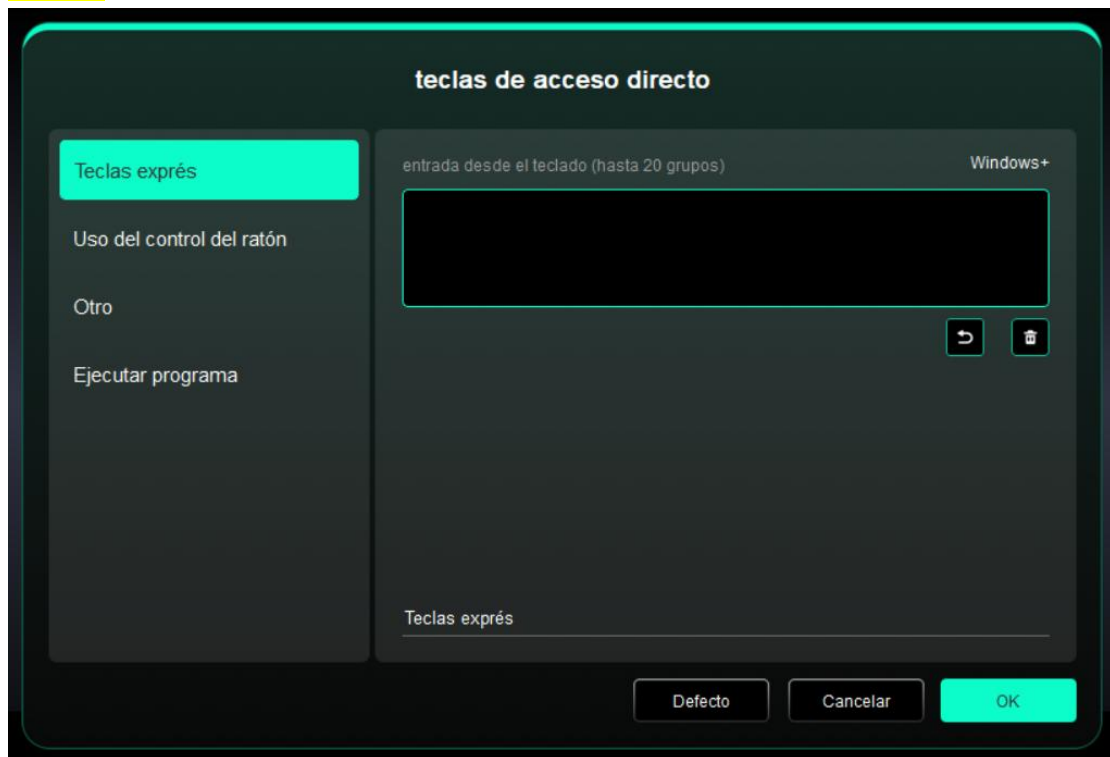 teclas de acceso directo
Teclas exprés
Uso del control del ratón
Otro
Ejecutar programa
entrada desde el teclado (hasta 20 grupos)
Windows+
Teclas exprés
Defecto
Cancelar
OK